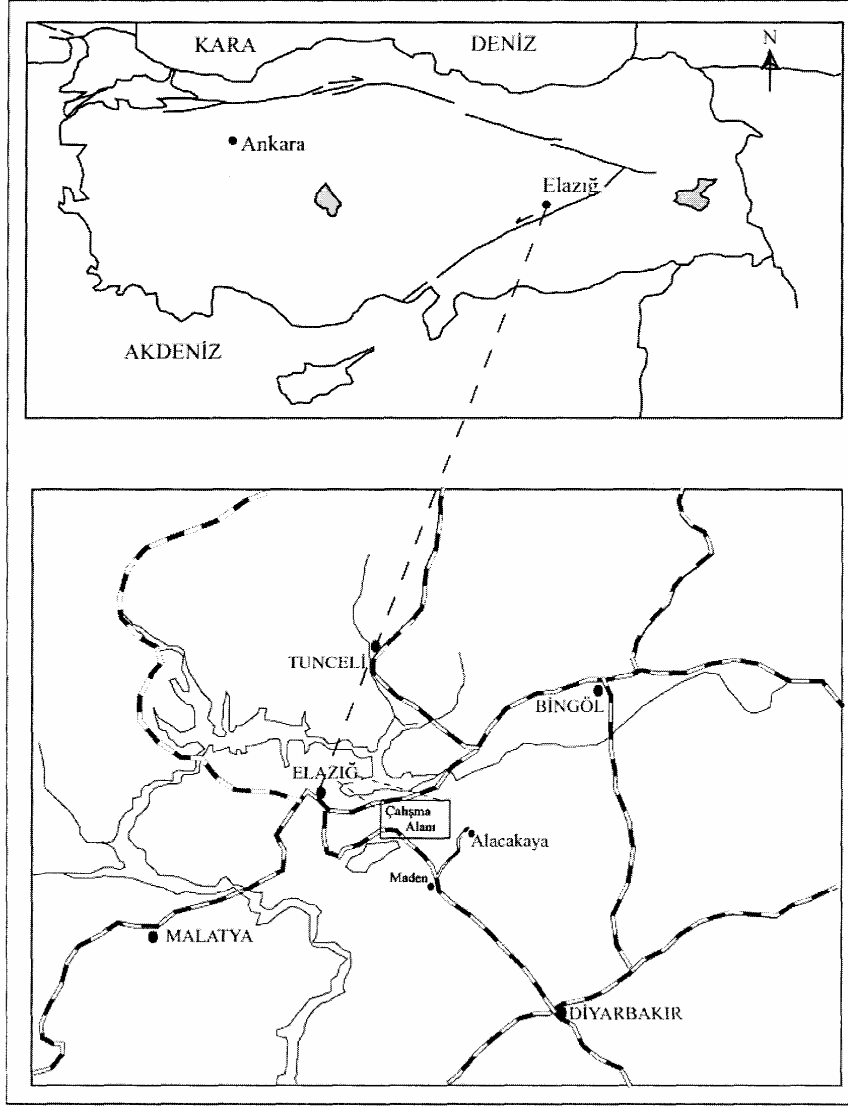 KARA DENİZ
N
Ankara
Elazığ
AKDENİZ
TUNCELİ
BİNGÖL
ELAZIĞ
Çalışma
Alanı
Alacakaya
Maden
MALATYA
DİYARBAKIR